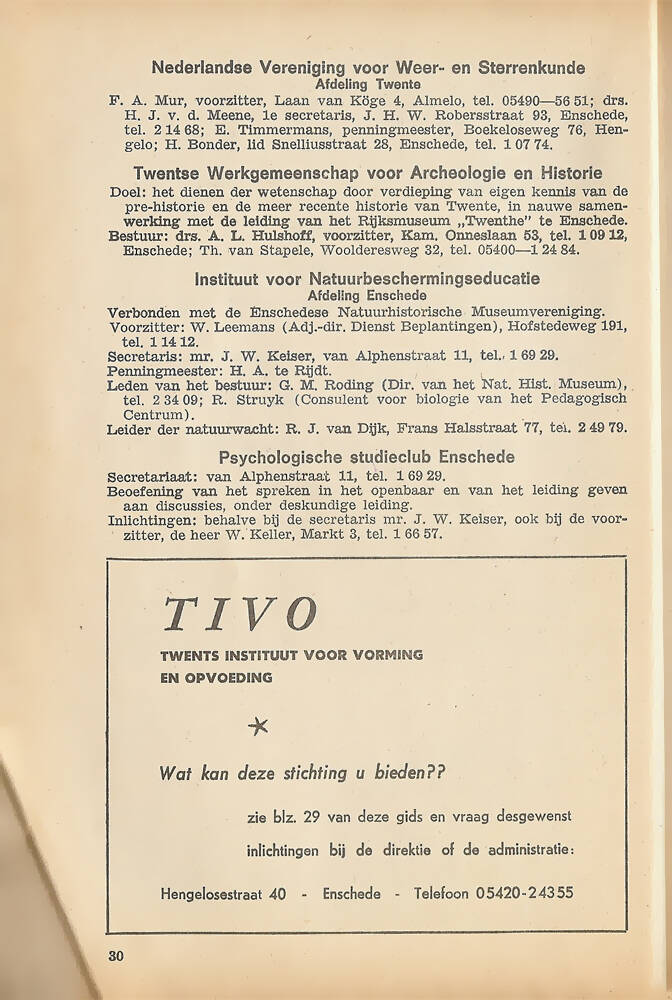 Nederlandse Vereniging voor Weer- en Sterrenkunde
Afdeling Twente
F. A. Mur, voorzitter, Laan van Köge 4, Almelo, tel. 05490—56 51; drs.
H. J. v. d. Meene, 1e secretaris, J. H. W. Robersstraat 93, Enschede,
tel. 2 14 68; E. Timmermans, penningmeester, Boekeloseweg 76, Hen-
gelo; H. Bonder, lid Snelliusstraat 28, Enschede, tel. 1 07 74.
Twentse Werkgemeenschap voor Archeologie en Historie
Doel: het dienen der wetenschap door verdieping van eigen kennis van de
pre-historie en de meer recente historie van Twente, in nauwe samen-
werking met de leiding van het Rijksmuseum „Twenthe” te Enschede.
Bestuur: drs. A. L. Hulshoff, voorzitter, Kam. Onneslaan 53, tel. 1 09 12,
Enschede; Th. van Stapele, Woolderesweg 32, tel. 05400—1 24 84.
Instituut voor Natuurbeschermingseducatie
Afdeling Enschede
Verbonden met de Enschedese Natuurhistorische Museumvereniging.
Voorzitter: W. Leemans (Adj.-dir. Dienst Beplantingen), Hofstedeweg 191,
tel. 1 14 12.
Secretaris: mr. J. W. Keiser, van Alphenstraat 11, tel. 1 69 29.
Penningmeester: H. A. te Rijdt.
Leden van het bestuur: G. M. Roding (Dir. van het Nat. Hist. Museum),
tel. 2 34 09; R. Struyk (Consulent voor biologie van het Pedagogisch
Centrum).
Leider der natuurwacht: R. J. van Dijk, Frans Halsstraat 77, tel. 2 49 79.
Psychologische studieclub Enschede
Secretariaat: van Alphenstraat 11, tel. 1 69 29.
Beoefening van het spreken in het openbaar en van het leiding geven
aan discussies, onder deskundige leiding.
Inlichtingen: behalve bij de secretaris mr. J. W. Keiser, ook bij de voor-
zitter, de heer W. Keller, Markt 3, tel. 1 66 57.
TIVO
TWENTS INSTITUUT VOOR VORMING
EN OPVOEDING
Wat kan deze stichting u bieden??
zie blz. 29 van deze gids en vraag desgewenst
inlichtingen bij de direktie of de administratie:
Hengelosestraat 40 - Enschede - Telefoon 05420-24355
30